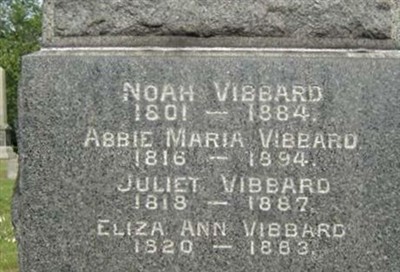 NOAH VIBBARD
1801 — 1884.
ABBIE MARIA VIBBARD
1816 — 1894.
JULIET VIBBARD
1818 — 1887.
ELIZA ANN VIBBARD
1820 — 1883.